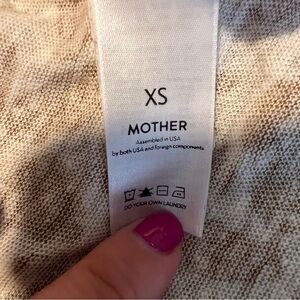 XS
MOTHER
Assembled in USA
by both USA and foreign components
DO YOUR OWN LAUNDRY